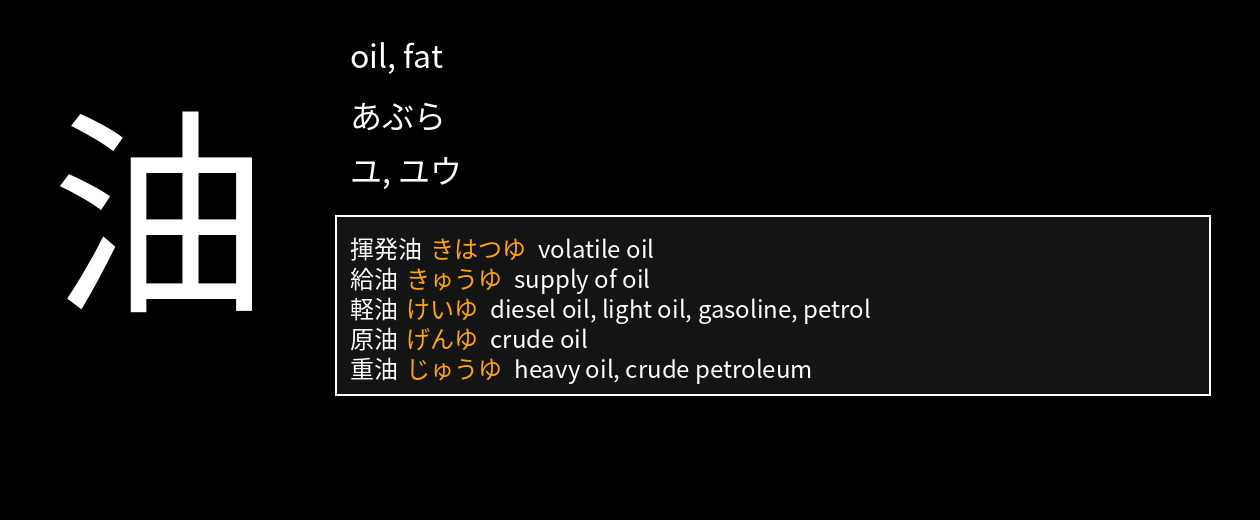 油
oil, fat
あぶら
ユ, ユウ
揮発油 きはつゆ volatile oil
給油 きゅうゆ supply of oil
軽油 けいゆ diesel oil, light oil, gasoline, petrol
原油 げんゆ crude oil
重油 じゅうゆ heavy oil, crude petroleum